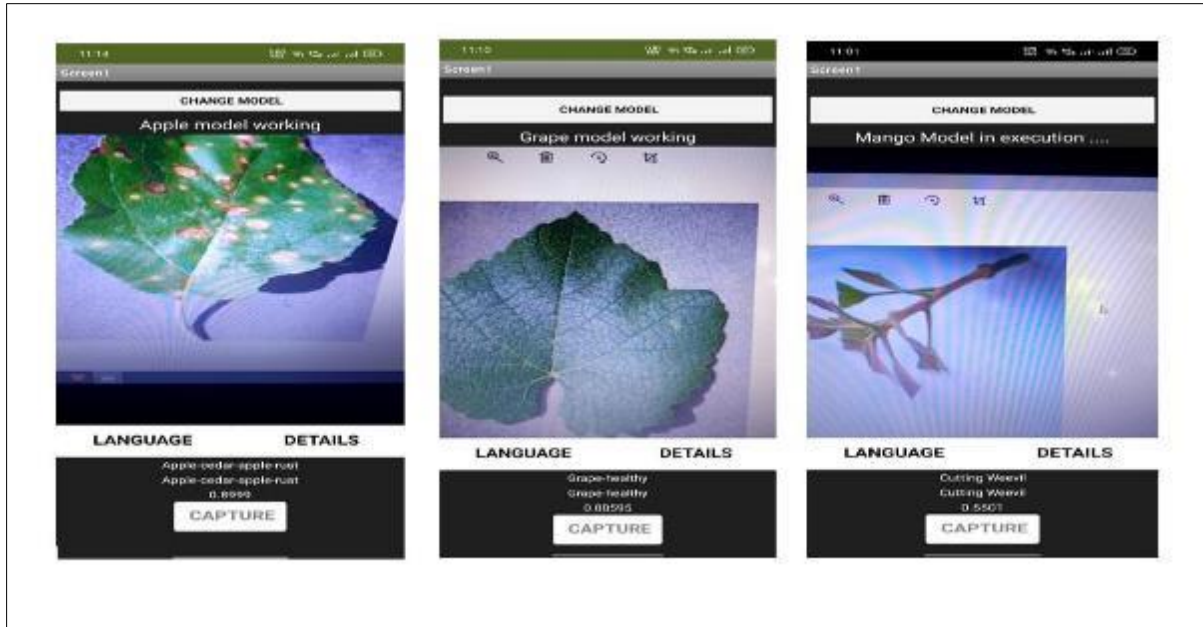 11:14
Screen1
CHANGE MODEL
Apple model working
LANGUAGE DETAILS
Apple-cedar-apple-rust
Apple-cedar-apple-rust
0.8999
CAPTURE
11:10
Screen1
CHANGE MODEL
Grape model working
LANGUAGE DETAILS
Grape-healthy
Grape-healthy
0.88595
CAPTURE
11:01
Screen1
CHANGE MODEL
Mango Model in execution ....
LANGUAGE DETAILS
Cutting Weevil
Cutting Weevil
0.5501
CAPTURE